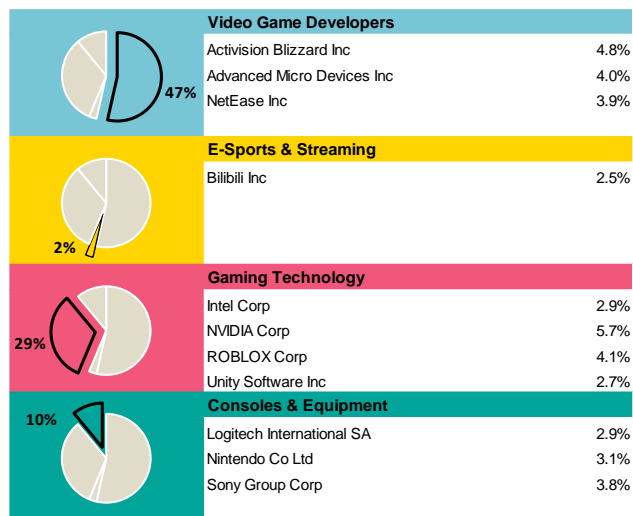 Video Game Developers
Activision Blizzard Inc 4.8%
Advanced Micro Devices Inc 4.0%
47%
NetEase Inc 3.9%
E-Sports & Streaming
Bilibili Inc 2.5%
2%
Gaming Technology
Intel Corp 2.9%
NVIDIA Corp 5.7%
29%
ROBLOX Corp 4.1%
Unity Software Inc 2.7%
Consoles & Equipment
10%
Logitech International SA 2.9%
Nintendo Co Ltd 3.1%
Sony Group Corp 3.8%